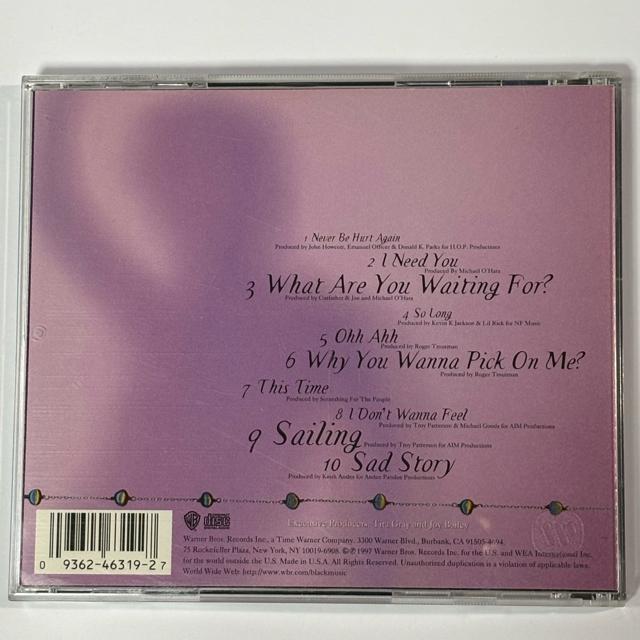 1 Never Be Hurt Again
Produced by John Howcott, Emanuel Officer & Donald K. Parks for H.O.P. Productions
2 I Need You
Produced By Michael O'Hara
3 What Are You Waiting For?
Produced by Cutfather & Joe and Michael O'Hara
4 So Long
Produced by Kevin K Jackson & Lil Rick for NF Music
5 Ohh Ahh
Produced by Roger Troutman
6 Why You Wanna Pick On Me?
Produced by Roger Troutman
7 This Time
Produced by Something For The People
8 I Don't Wanna Feel
Produced by Troy Patterson & Michael Goods for AIM Productions
9 Sailing
Produced by Troy Patterson for AIM Productions
10 Sad Story
Produced by Keith Andes for Andres Paedon Productions
Executive Producers: Tira Gray and Joy Bailey
WB
COMPACT disc DIGITAL AUDIO
Warner Bros. Records Inc., a Time Warner Company. 3300 Warner Blvd., Burbank, CA 91505-4694.
75 Rockefeller Plaza, New York, NY 10019-6908. ©℗ 1997 Warner Bros. Records Inc. for the U.S. and WEA International Inc.
for the world outside the U.S. Made in U.S.A. All Rights Reserved. Unauthorized duplication is a violation of applicable laws.
World Wide Web: http://www.wbr.com/blackmusic
0 9362-46319-2 7